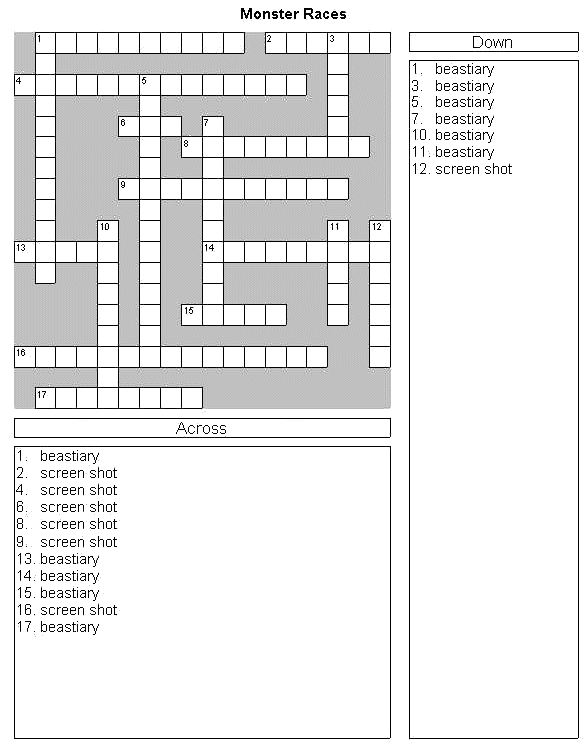 Monster Races
1
2
3
4
5
6
7
8
9
10
11
12
13
14
15
16
17
Across
1. beastiary
2. screen shot
4. screen shot
6. screen shot
8. screen shot
9. screen shot
13. beastiary
14. beastiary
15. beastiary
16. screen shot
17. beastiary
Down
1. beastiary
3. beastiary
5. beastiary
7. beastiary
10. beastiary
11. beastiary
12. screen shot